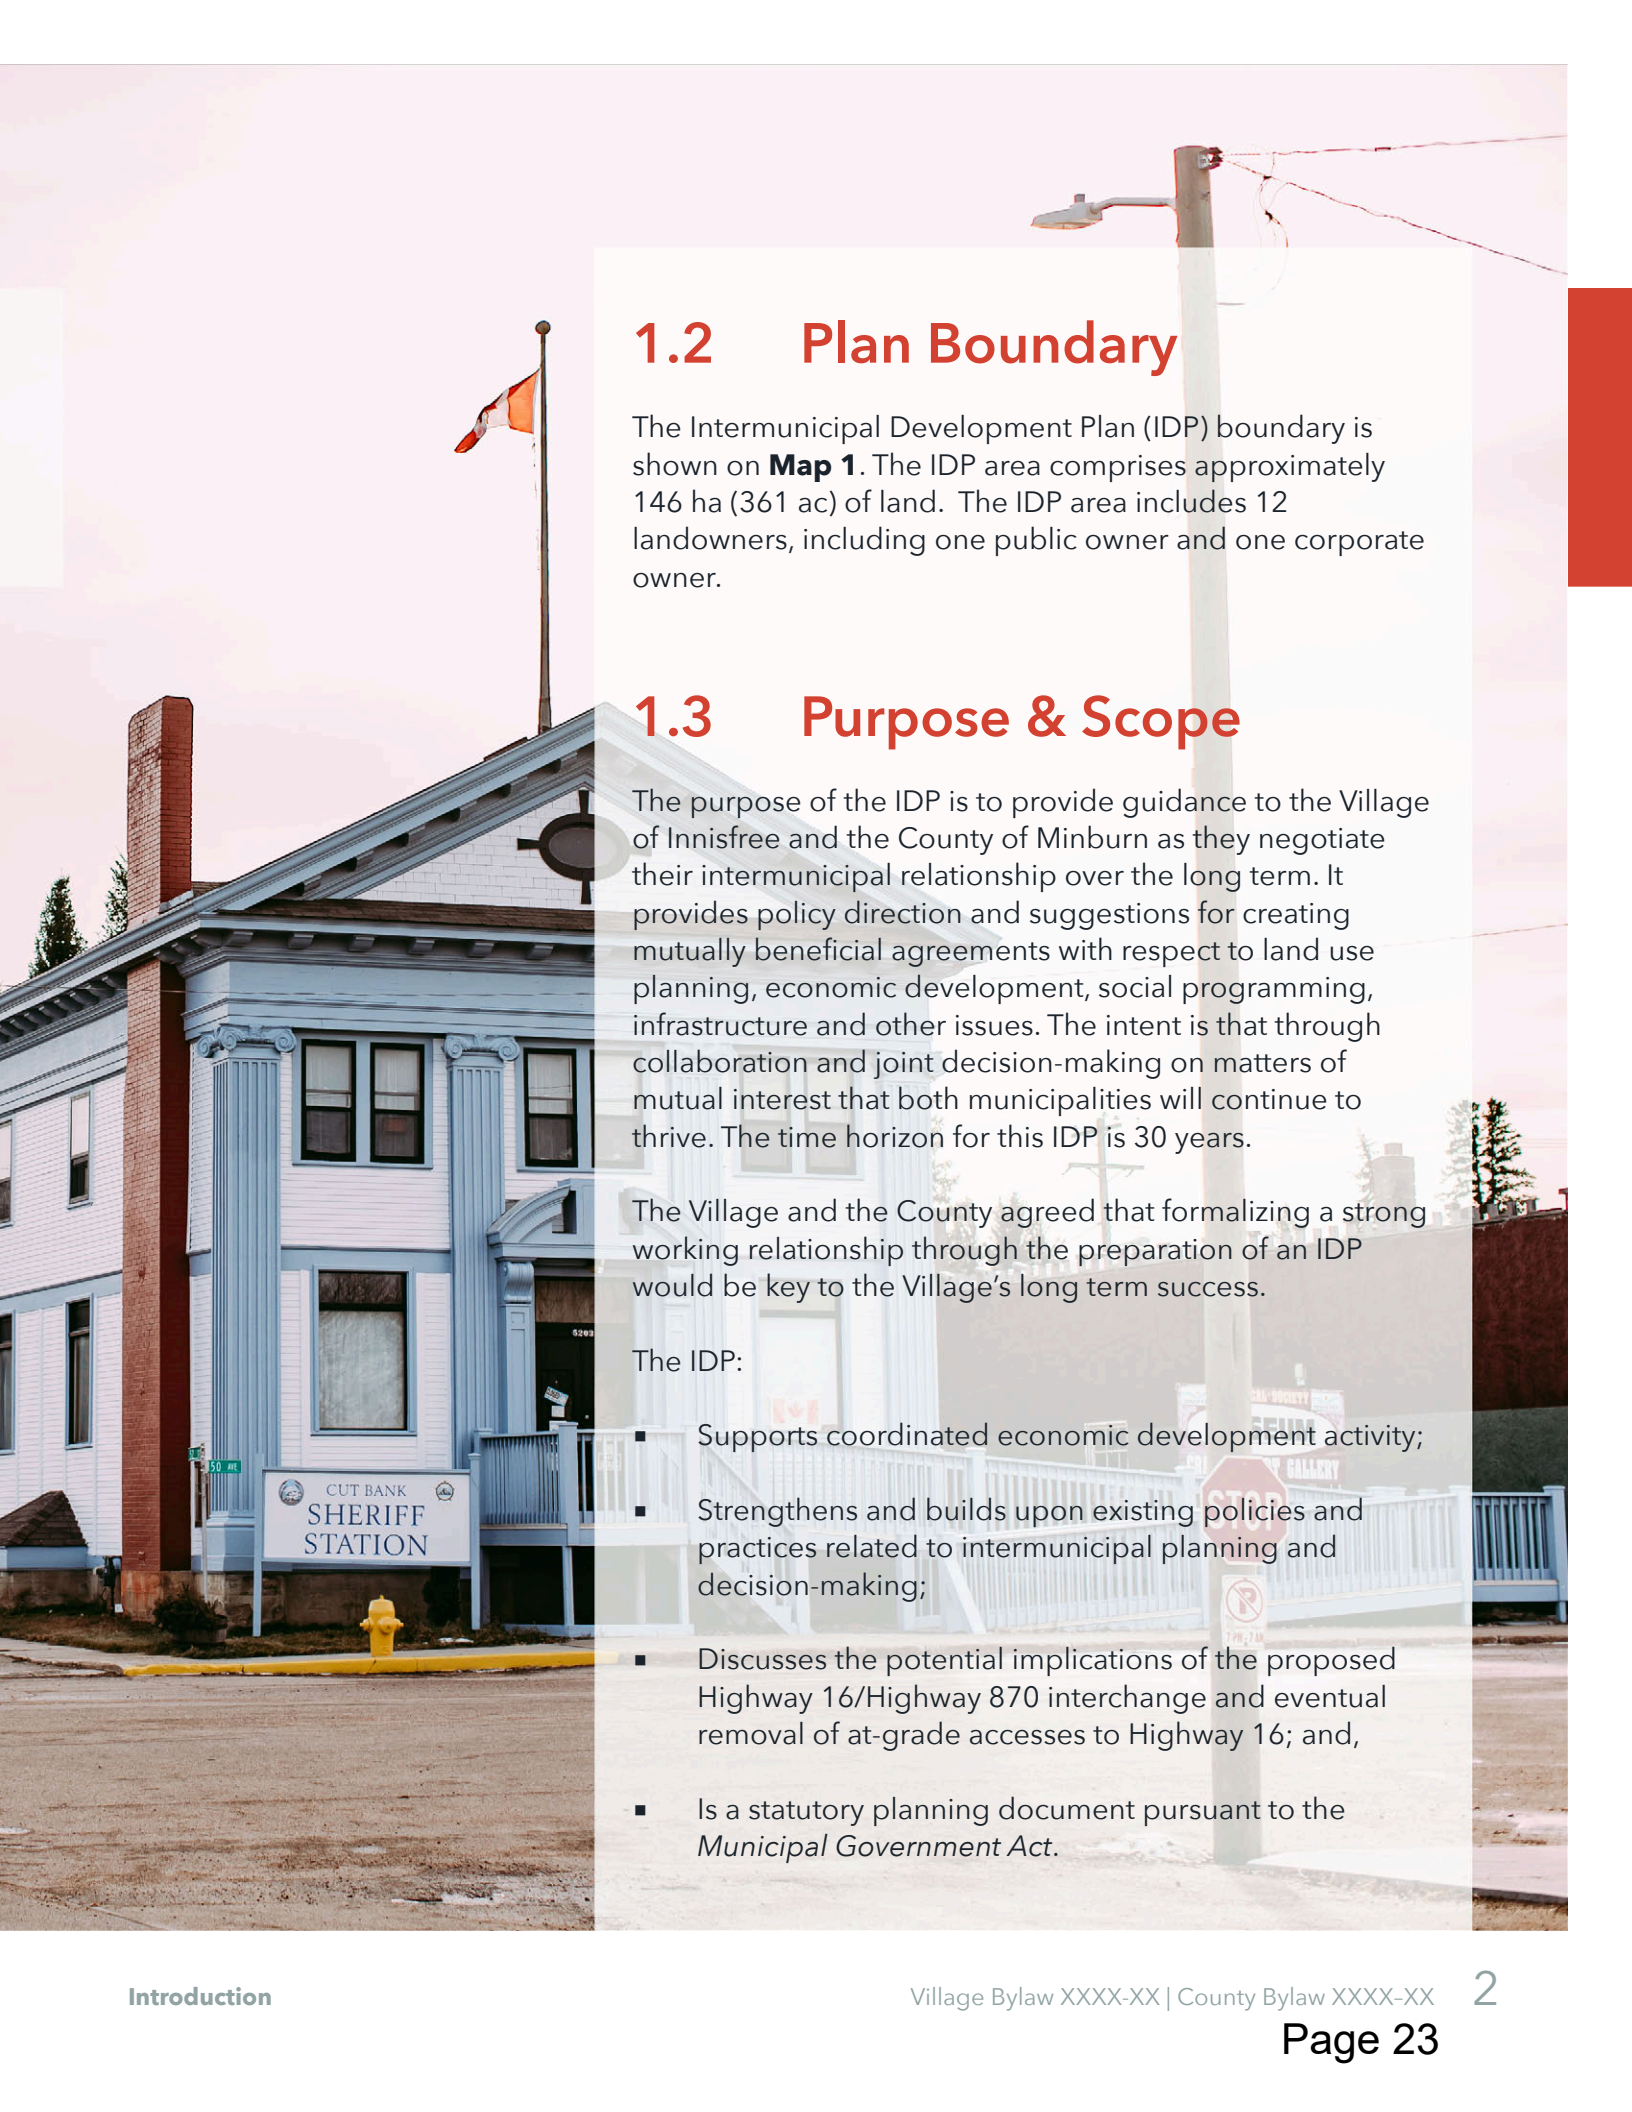 1.2 Plan Boundary
The Intermunicipal Development Plan (IDP) boundary is
shown on Map 1. The IDP area comprises approximately
146 ha (361 ac) of land. The IDP area includes 12
landowners, including one public owner and one corporate
owner.
1.3 Purpose & Scope
The purpose of the IDP is to provide guidance to the Village
of Innisfree and the County of Minburn as they negotiate
their intermunicipal relationship over the long term. It
provides policy direction and suggestions for creating
mutually beneficial agreements with respect to land use
planning, economic development, social programming,
infrastructure and other issues. The intent is that through
collaboration and joint decision-making on matters of
mutual interest that both municipalities will continue to
thrive. The time horizon for this IDP is 30 years.
The Village and the County agreed that formalizing a strong
working relationship through the preparation of an IDP
would be key to the Village’s long term success.
The IDP:
▪ Supports coordinated economic development activity;
▪ Strengthens and builds upon existing policies and
practices related to intermunicipal planning and
decision-making;
▪ Discusses the potential implications of the proposed
Highway 16/Highway 870 interchange and eventual
removal of at-grade accesses to Highway 16; and,
▪ Is a statutory planning document pursuant to the
Municipal Government Act.
5203
50 AVE
CUT BANK
SHERIFF
STATION
SOCIETY
GALLERY
STOP
Introduction
Village Bylaw XXXX-XX | County Bylaw XXXX–XX 2
Page 23